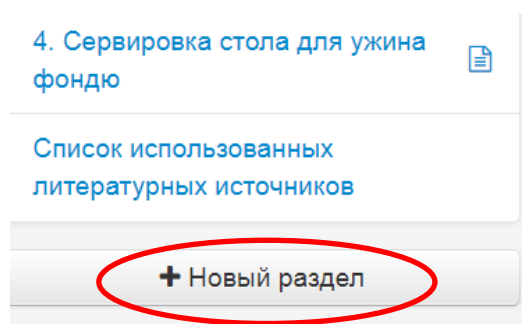 4. Сервировка стола для ужина
фондю
Список использованных
литературных источников
+ Новый раздел